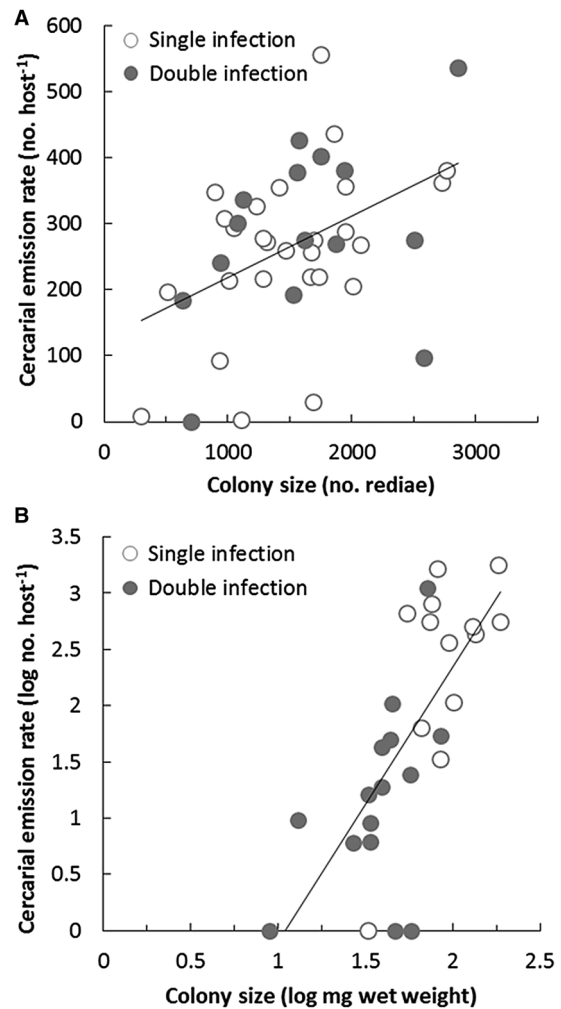 A
Cercarial emission rate (no. host⁻¹)
600
500
400
300
200
100
0
Single infection
Double infection
0 1000 2000 3000
Colony size (no. rediae)
B
Cercarial emission rate (log no. host⁻¹)
3.5
3
2.5
2
1.5
1
0.5
0
Single infection
Double infection
0 0.5 1 1.5 2 2.5
Colony size (log mg wet weight)